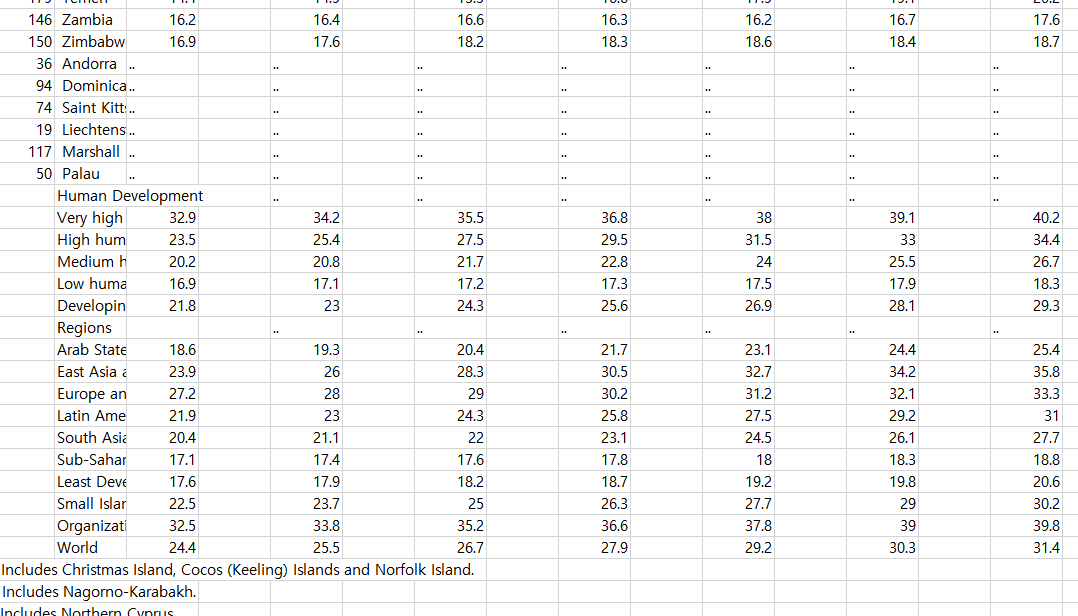 146 Zambia 16.2 16.4 16.6 16.3 16.2 16.7 17.6
150 Zimbabw 16.9 17.6 18.2 18.3 18.6 18.4 18.7
36 Andorra .. .. .. .. .. .. ..
94 Dominica .. .. .. .. .. .. ..
74 Saint Kitt .. .. .. .. .. .. ..
19 Liechtens .. .. .. .. .. .. ..
117 Marshall .. .. .. .. .. .. ..
50 Palau .. .. .. .. .. .. ..
Human Development .. .. .. .. .. ..
Very high 32.9 34.2 35.5 36.8 38 39.1 40.2
High hum 23.5 25.4 27.5 29.5 31.5 33 34.4
Medium h 20.2 20.8 21.7 22.8 24 25.5 26.7
Low huma 16.9 17.1 17.2 17.3 17.5 17.9 18.3
Developin 21.8 23 24.3 25.6 26.9 28.1 29.3
Regions .. .. .. .. .. ..
Arab State 18.6 19.3 20.4 21.7 23.1 24.4 25.4
East Asia a 23.9 26 28.3 30.5 32.7 34.2 35.8
Europe an 27.2 28 29 30.2 31.2 32.1 33.3
Latin Ame 21.9 23 24.3 25.8 27.5 29.2 31
South Asia 20.4 21.1 22 23.1 24.5 26.1 27.7
Sub-Sahar 17.1 17.4 17.6 17.8 18 18.3 18.8
Least Deve 17.6 17.9 18.2 18.7 19.2 19.8 20.6
Small Islan 22.5 23.7 25 26.3 27.7 29 30.2
Organizati 32.5 33.8 35.2 36.6 37.8 39 39.8
World 24.4 25.5 26.7 27.9 29.2 30.3 31.4
Includes Christmas Island, Cocos (Keeling) Islands and Norfolk Island.
Includes Nagorno-Karabakh.
Includes Northern Cyprus.